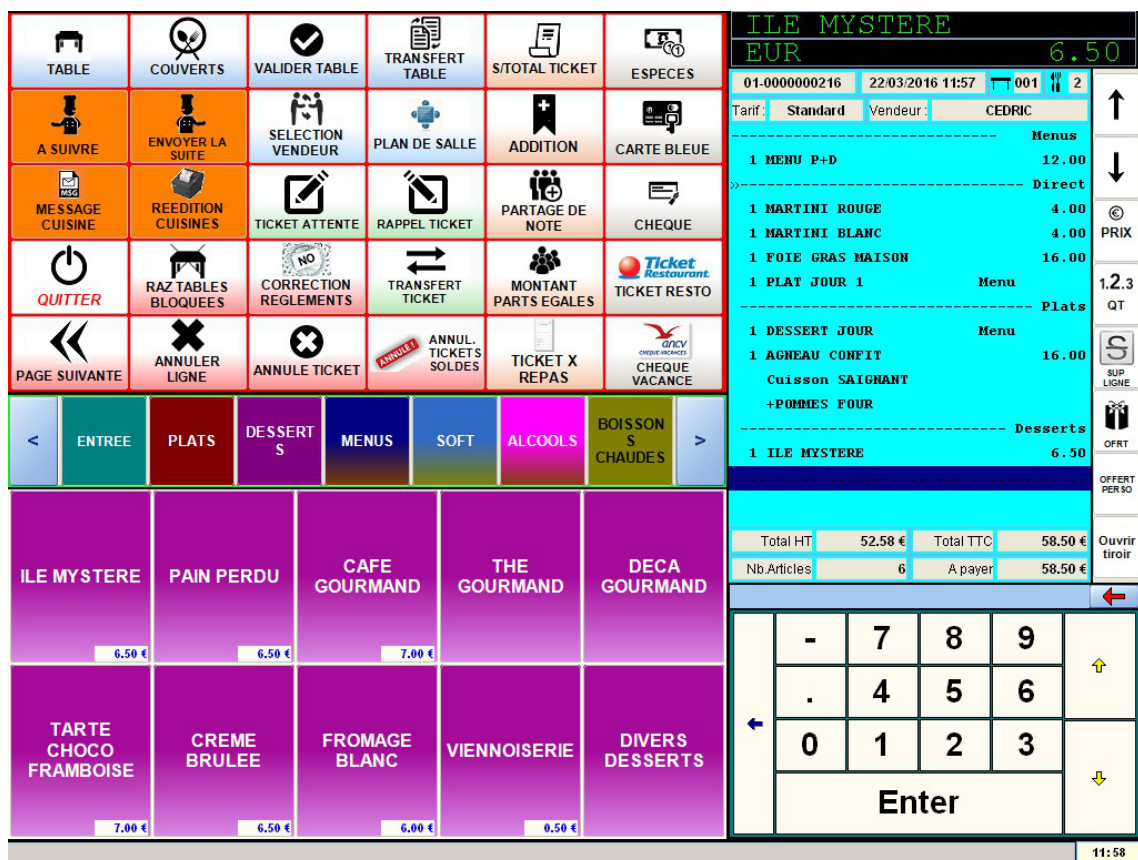 TABLE
COUVERTS
VALIDER TABLE
TRANSFERT
TABLE
S/TOTAL TICKET
ESPECES
A SUIVRE
ENVOYER LA
SUITE
SELECTION
VENDEUR
PLAN DE SALLE
ADDITION
CARTE BLEUE
MSG
MESSAGE
CUISINE
REEDITION
CUISINES
TICKET ATTENTE
RAPPEL TICKET
PARTAGE DE
NOTE
CHEQUE
QUITTER
RAZ TABLES
BLOQUEES
NO
CORRECTION
REGLEMENTS
TRANSFERT
TICKET
MONTANT
PARTS EGALES
Ticket
Restaurant
TICKET RESTO
PAGE SUIVANTE
ANNULER
LIGNE
ANNULE TICKET
ANNULE !
ANNUL.
TICKETS
SOLDES
TICKET X
REPAS
ancv
CHEQUE-VACANCES
CHEQUE
VACANCE
<
ENTREE
PLATS
DESSERT
S
MENUS
SOFT
ALCOOLS
BOISSON
S
CHAUDES
>
ILE MYSTERE
6.50 €
PAIN PERDU
6.50 €
CAFE
GOURMAND
7.00 €
THE
GOURMAND
DECA
GOURMAND
TARTE
CHOCO
FRAMBOISE
7.00 €
CREME
BRULEE
6.50 €
FROMAGE
BLANC
6.00 €
VIENNOISERIE
0.50 €
DIVERS
DESSERTS
ILE MYSTERE
EUR 6.50
01-0000000216 22/03/2016 11:57 001 2
Tarif : Standard Vendeur : CEDRIC
Menus
1 MENU P+D 12.00
Direct
1 MARTINI ROUGE 4.00
1 MARTINI BLANC 4.00
1 FOIE GRAS MAISON 16.00
1 PLAT JOUR 1 Menu
Plats
1 DESSERT JOUR Menu
1 AGNEAU CONFIT 16.00
Cuisson SAIGNANT
+POMMES FOUR
Desserts
1 ILE MYSTERE 6.50
Total HT 52.58 € Total TTC 58.50 €
Nb.Articles 6 A payer 58.50 €
€
PRIX
1.2.3
QT
S
SUP
LIGNE
OFRT
OFFERT
PERSO
Ouvrir
tiroir
- 7 8 9
. 4 5 6
0 1 2 3
Enter
11:58